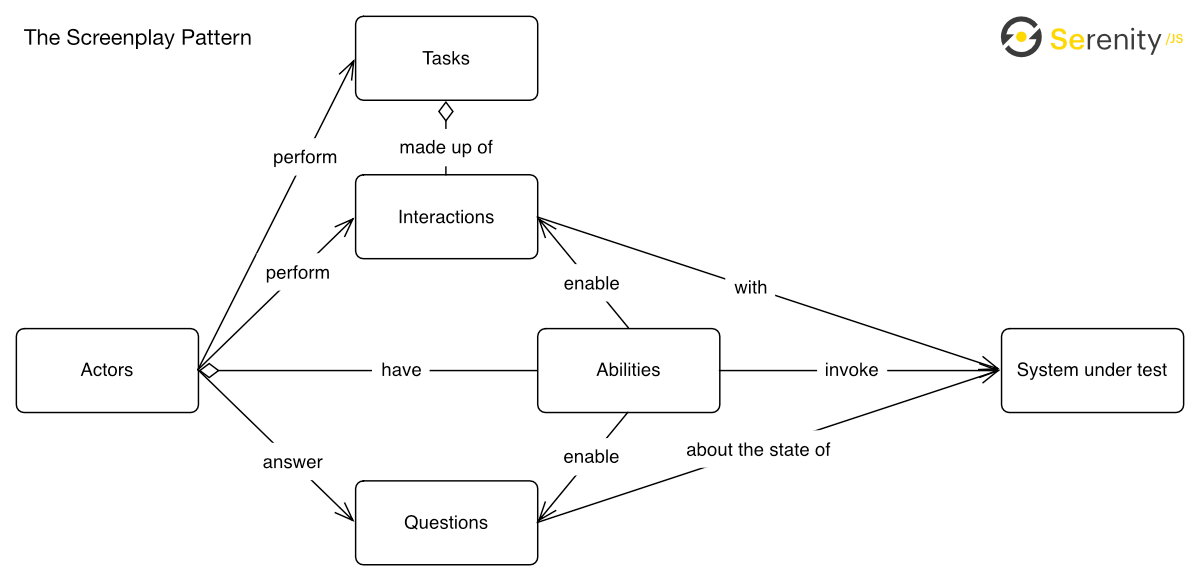 The Screenplay Pattern
Serenity/JS
Tasks
perform
made up of
Interactions
perform
enable
with
Actors
have
Abilities
invoke
System under test
answer
enable
about the state of
Questions